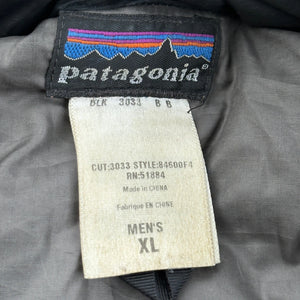 patagonia®
BLK 3033 B B
CUT:3033 STYLE:84600F4
RN:51884
Made in CHINA
Fabriqué EN CHINE
MEN'S
XL